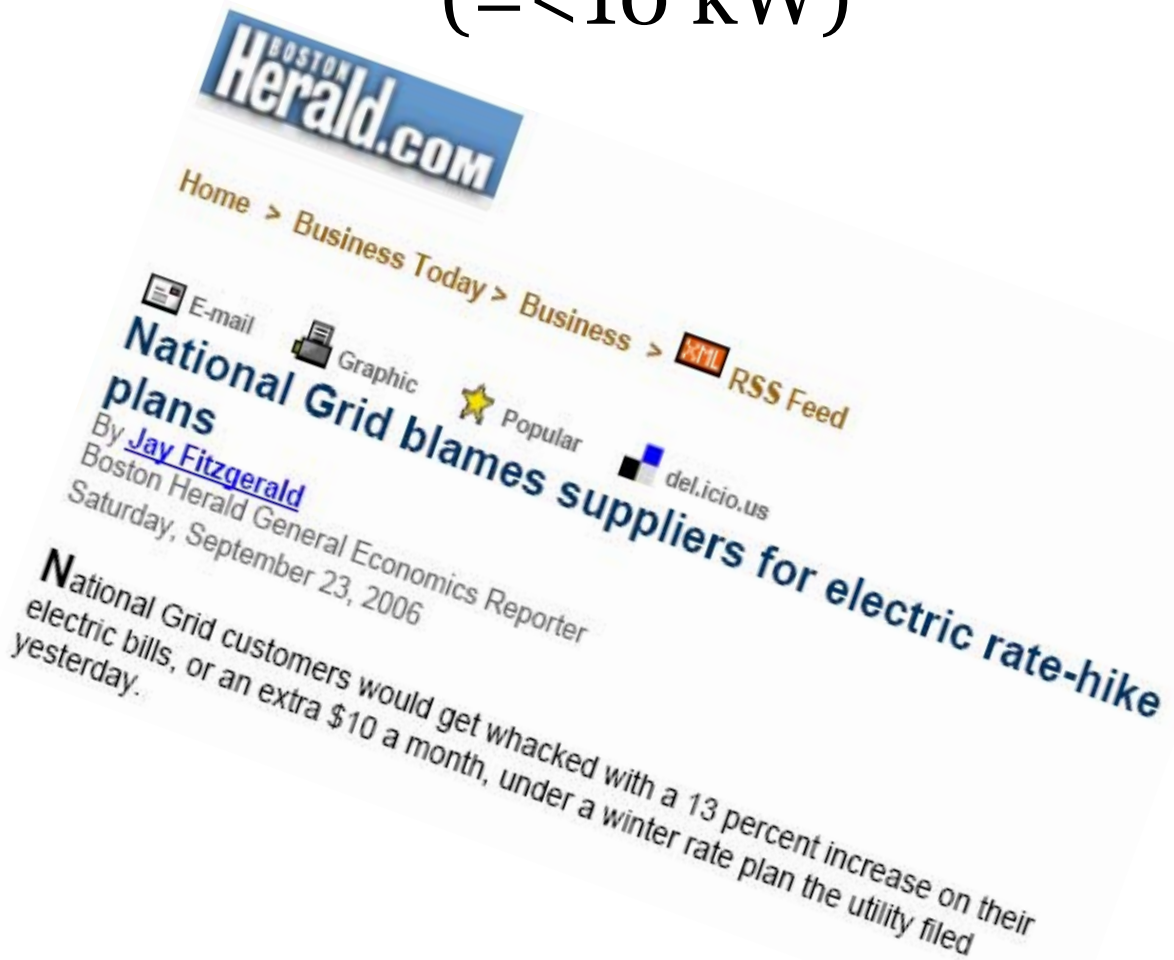 (=<10 kW)
BOSTON
Herald.com
Home > Business Today > Business > XML RSS Feed
E-mail Graphic Popular del.icio.us
National Grid blames suppliers for electric rate-hike
plans
By Jay Fitzgerald
Boston Herald General Economics Reporter
Saturday, September 23, 2006
National Grid customers would get whacked with a 13 percent increase on their
electric bills, or an extra $10 a month, under a winter rate plan the utility filed
yesterday.